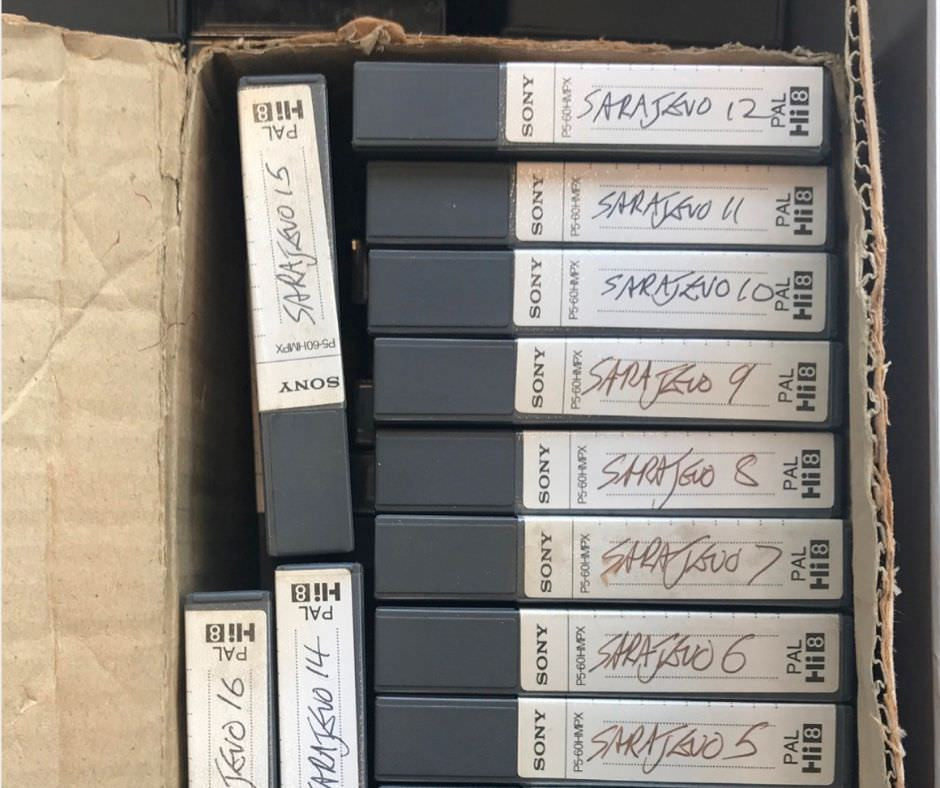 SONY P5-60HMPX SARAJEVO 12 PAL Hi8
SONY P5-60HMPX SARAJEVO 11 PAL Hi8
SONY P5-60HMPX SARAJEVO 10 PAL Hi8
SONY P5-60HMPX SARAJEVO 9 PAL Hi8
SONY P5-60HMPX SARAJEVO 8 PAL Hi8
SONY P5-60HMPX SARAJEVO 7 PAL Hi8
SONY P5-60HMPX SARAJEVO 6 PAL Hi8
SONY P5-60HMPX SARAJEVO 5 PAL Hi8
SONY P5-60HMPX SARAJEVO 15 PAL Hi8
ARAJEVO 14 PAL Hi8
JEVO 16 PAL Hi8